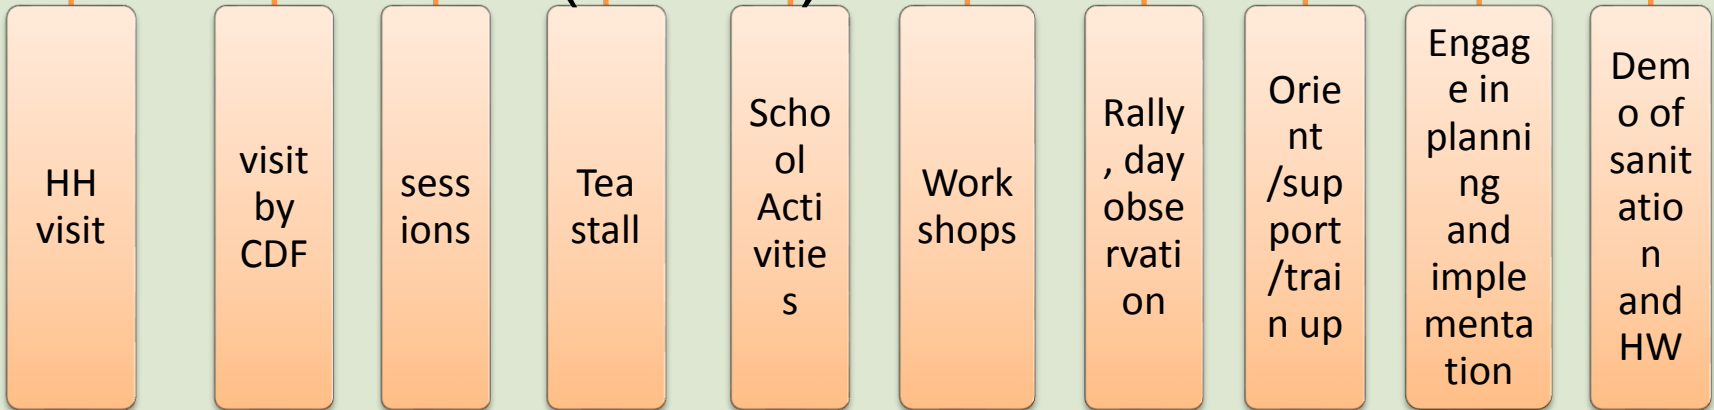 HH
visit
visit
by
CDF
sess
ions
Tea
stall
Scho
ol
Acti
vitie
s
Work
shops
Rally
, day
obse
rvati
on
Orie
nt
/sup
port
/trai
n up
Engag
e in
planni
ng
and
imple
menta
tion
Dem
o of
sanit
atio
n
and
HW